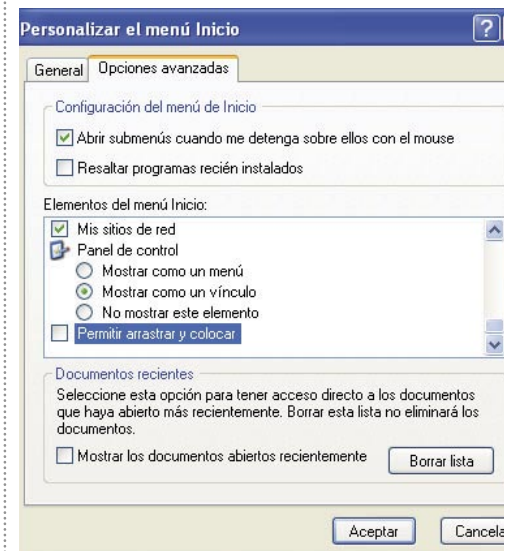 Personalizar el menú Inicio
?
General
Opciones avanzadas
Configuración del menú de Inicio
Abrir submenús cuando me detenga sobre ellos con el mouse
Resaltar programas recién instalados
Elementos del menú Inicio:
Mis sitios de red
Panel de control
Mostrar como un menú
Mostrar como un vínculo
No mostrar este elemento
Permitir arrastrar y colocar
Documentos recientes
Seleccione esta opción para tener acceso directo a los documentos
que haya abierto más recientemente. Borrar esta lista no eliminará los
documentos.
Mostrar los documentos abiertos recientemente
Borrar lista
Aceptar
Cancela